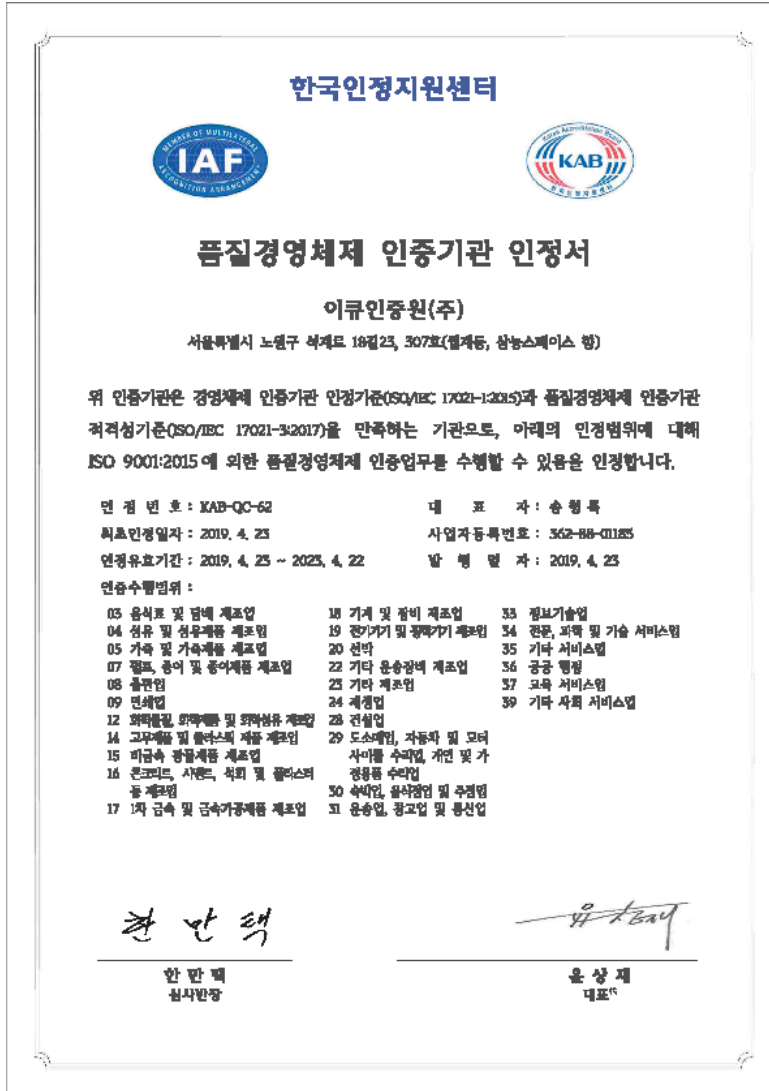 한국인정지원센터
MEMBER OF MULTILATERAL
IAF
RECOGNITION ARRANGEMENT
Korea Accreditation Board
KAB
한국인정지원센터
품질경영체제 인증기관 인정서
이큐인증원(주)
서울특별시 노원구 석계로 18길23, 307호(월계동, 삼능스페이스 향)
위 인증기관은 경영체제 인증기관 인정기준(ISO/IEC 17021-1:2015)과 품질경영체제 인증기관
적격성기준(ISO/IEC 17021-3:2017)을 만족하는 기관으로, 아래의 인정범위에 대해
ISO 9001:2015 에 의한 품질경영체제 인증업무를 수행할 수 있음을 인정합니다.
인 정 번 호 : KAB-QC-62
대 표 자 : 송형록
최초인정일자 : 2019. 4. 23
사업자등록번호 : 362-88-01185
인정유효기간 : 2019. 4. 23 ~ 2023. 4. 22
발 행 일 자 : 2019. 4. 23
인증수행범위 :
03 음식료 및 담배 제조업
04 섬유 및 섬유제품 제조업
05 가죽 및 가죽제품 제조업
07 펄프, 종이 및 종이제품 제조업
08 출판업
09 인쇄업
12 화학물질, 화학제품 및 화학섬유 제조업
14 고무제품 및 플라스틱 제품 제조업
15 비금속 광물제품 제조업
16 콘크리트, 시멘트, 석회 및 플라스터
등 제조업
17 1차 금속 및 금속가공제품 제조업
18 기계 및 장비 제조업
19 전기기기 및 광학기기 제조업
20 선박
22 기타 운송장비 제조업
23 기타 제조업
24 재생업
28 건설업
29 도소매업, 자동차 및 모터
사이클 수리업, 개인 및 가
정용품 수리업
30 숙박업, 음식점업 및 주점업
31 운송업, 창고업 및 통신업
33 정보기술업
34 전문, 과학 및 기술 서비스업
35 기타 서비스업
36 공공 행정
37 교육 서비스업
39 기타 사회 서비스업
한 만 택
한 만 택
심사반장
윤 상 재
대표